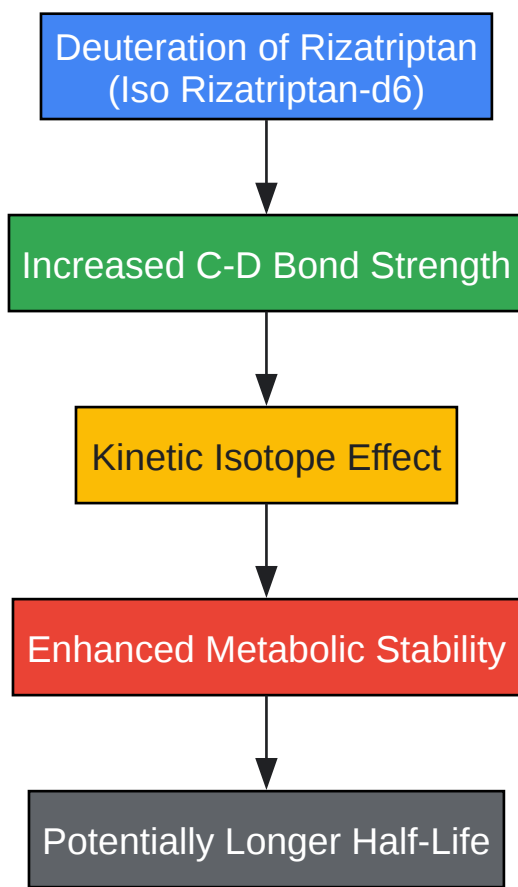 Deuteration of Rizatriptan
(Iso Rizatriptan-d6)
Increased C-D Bond Strength
Kinetic Isotope Effect
Enhanced Metabolic Stability
Potentially Longer Half-Life